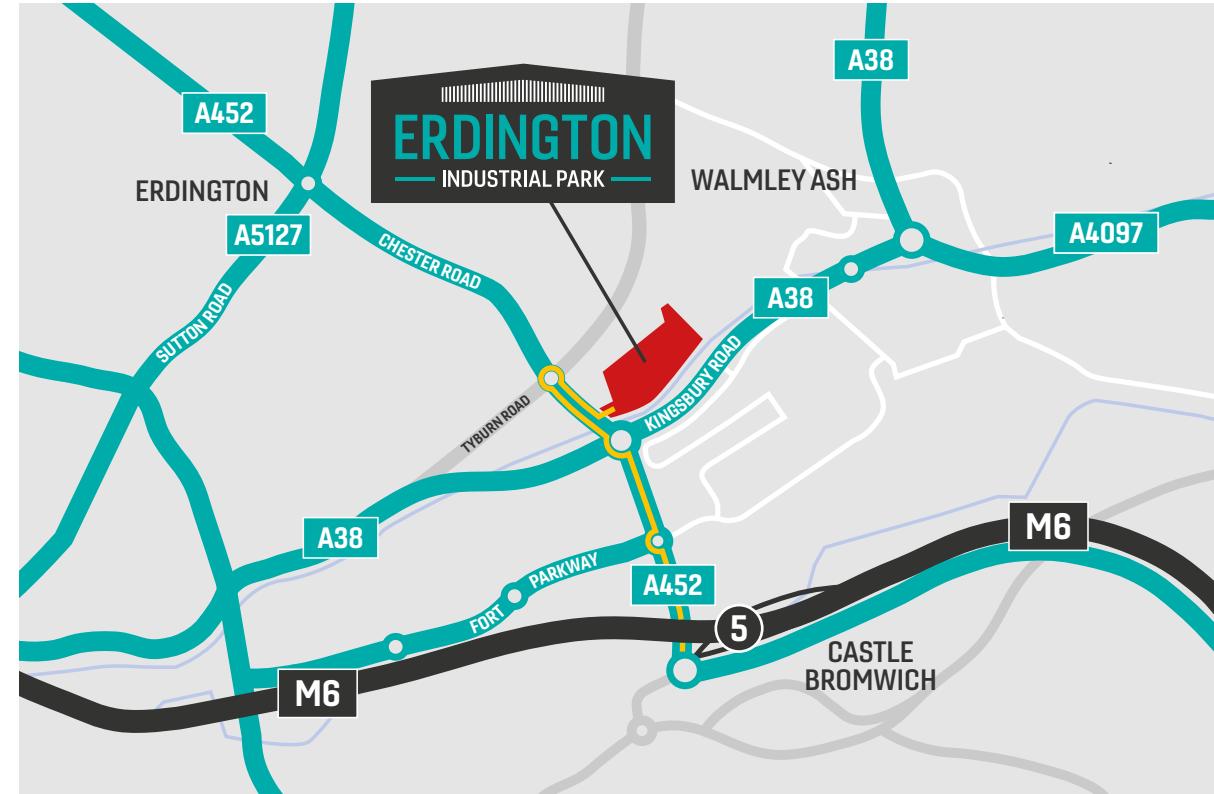 A38
A452
ERDINGTON
INDUSTRIAL PARK
ERDINGTON
WALMLEY ASH
A5127
A4097
CHESTER ROAD
A38
SUTTON ROAD
KINGSBURY ROAD
TYBURN ROAD
A38
M6
PARKWAY
A452
FORT
5
CASTLE
BROMWICH
M6